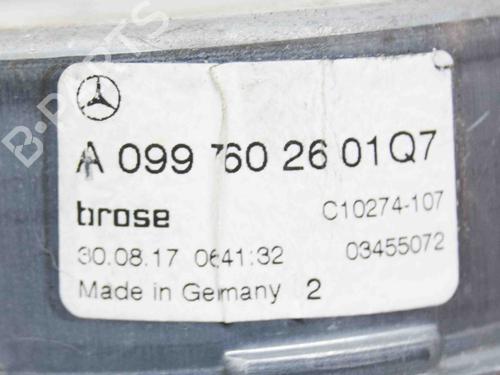 A 099 760 26 01Q7
brose
C10274-107
30.08.17 0641:32
03455072
Made in Germany 2
B-PARTS